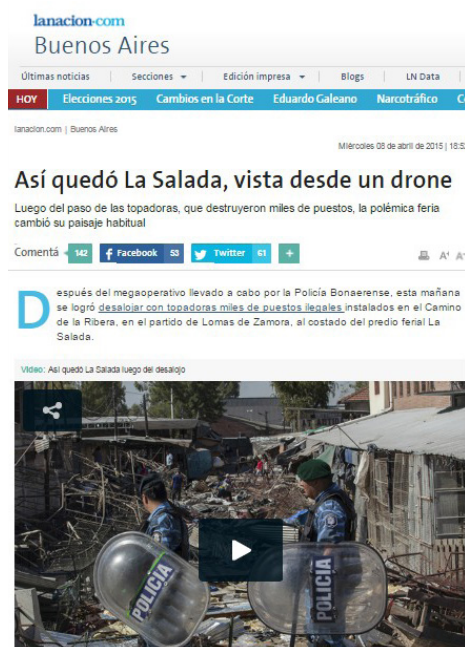 lanacion.com
Buenos Aires
Últimas noticias Secciones Edición impresa Blogs LN Data
HOY Elecciones 2015 Cambios en la Corte Eduardo Galeano Narcotráfico
lanacion.com | Buenos Aires
Miércoles 08 de abril de 2015 | 18:52
Así quedó La Salada, vista desde un drone
Luego del paso de las topadoras, que destruyeron miles de puestos, la polémica feria
cambió su paisaje habitual
Comentá 142 Facebook 53 Twitter 61 +
Después del megaoperativo llevado a cabo por la Policía Bonaerense, esta mañana
se logró desalojar con topadoras miles de puestos ilegales instalados en el Camino
de la Ribera, en el partido de Lomas de Zamora, al costado del predio ferial La
Salada.
Video: Así quedó La Salada luego del desalojo
POLICIA
POLICIA